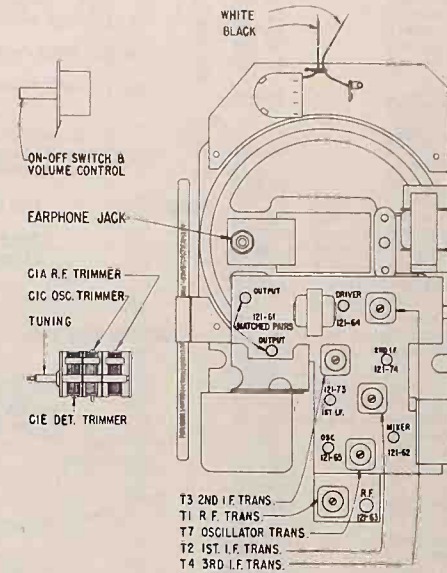 WHITE
BLACK
ON-OFF SWITCH &
VOLUME CONTROL
EARPHONE JACK
C1A R.F. TRIMMER
C1C OSC. TRIMMER
TUNING
C1E DET. TRIMMER
OUTPUT
121-61
MATCHED PAIRS
OUTPUT
DRIVER
121-64
2ND I.F.
121-74
121-73
1ST I.F.
MIXER
121-62
OSC
121-65
R.F.
121-63
T3 2ND I.F. TRANS.
T1 R.F. TRANS.
T7 OSCILLATOR TRANS.
T2 1ST. I.F. TRANS.
T4 3RD I.F. TRANS.